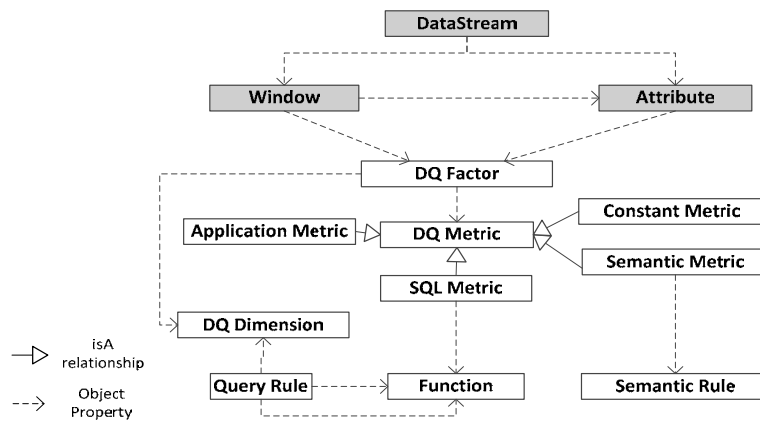 DataStream
Window
Attribute
DQ Factor
Constant Metric
Application Metric
DQ Metric
Semantic Metric
SQL Metric
DQ Dimension
isA
relationship
Query Rule
Function
Semantic Rule
Object
Property